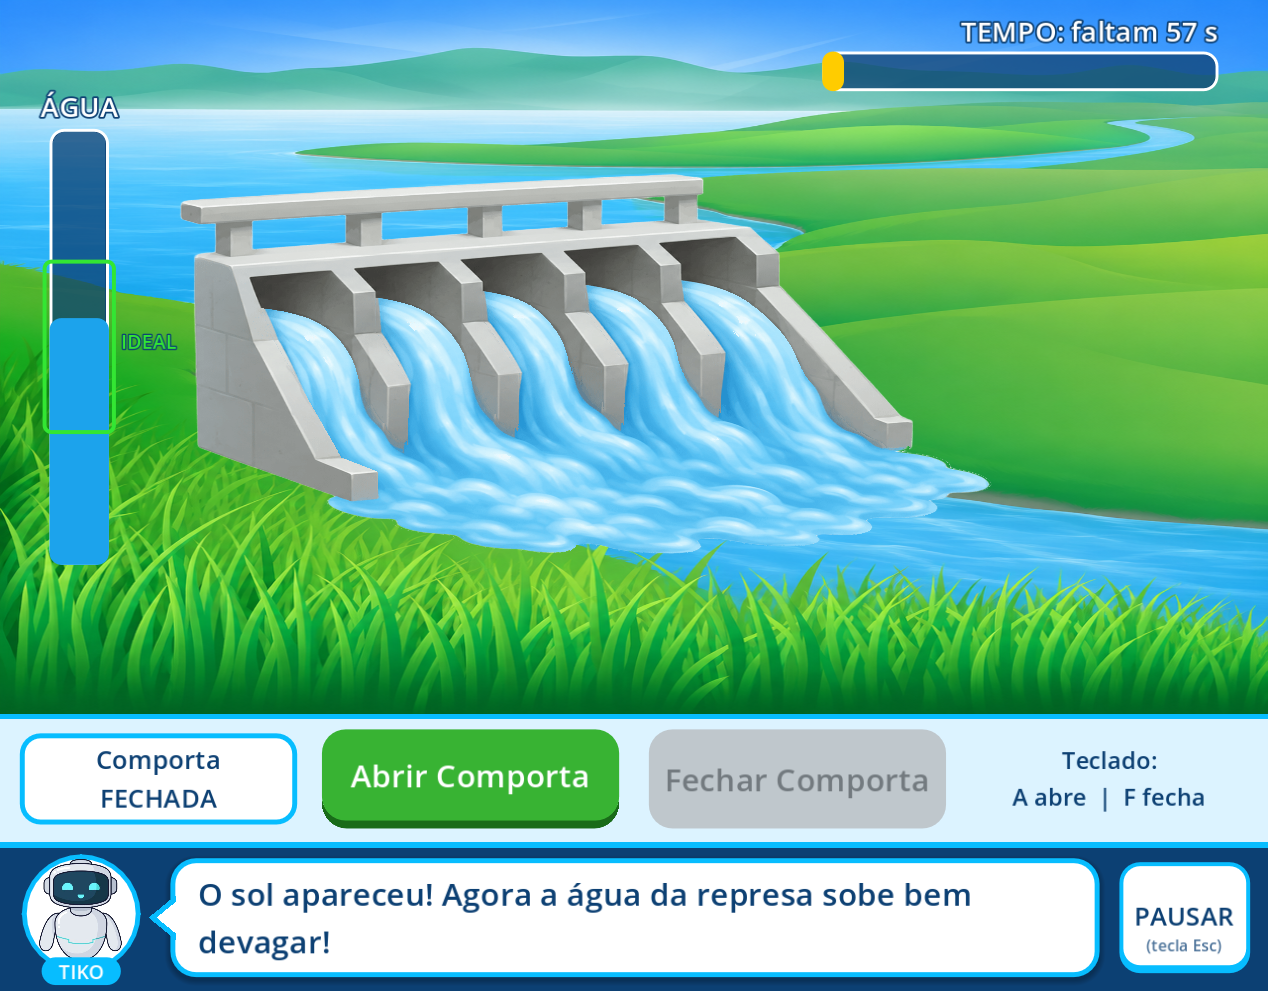 TEMPO: faltam 57 s
ÁGUA
IDEAL
Comporta
FECHADA
Abrir Comporta
Fechar Comporta
Teclado:
A abre | F fecha
O sol apareceu! Agora a água da represa sobe bem
devagar!
TIKO
PAUSAR
(tecla Esc)